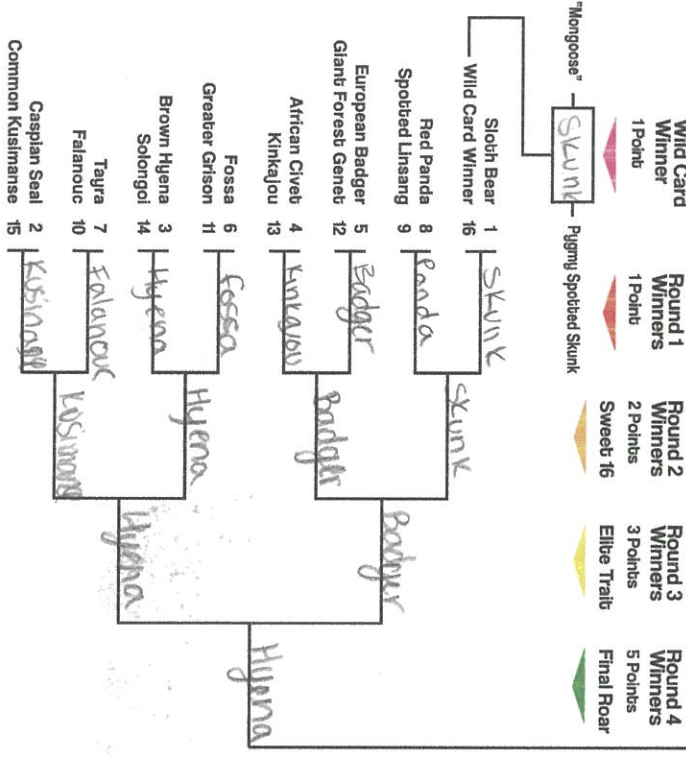 Wild Card
Winner
1 Point
Round 1
Winners
1 Point
Round 2
Winners
2 Points
Sweet 16
Round 3
Winners
3 Points
Elite Trait
Round 4
Winners
5 Points
Final Roar
"Mongoose"
Skunk
Pygmy Spotted Skunk
Sloth Bear 1
Wild Card Winner 16
Skunk
Red Panda 8
Spotted Linsang 9
Panda
Skunk
European Badger 5
Giant Forest Genet 12
Badger
African Civet 4
Kinkajou 13
Kinkajou
Badger
Badger
Fossa 6
Greater Grison 11
fossa
Brown Hyena 3
Solongoi 14
Hyena
Hyena
Tayra 7
Falanouc 10
Falanouc
Caspian Seal 2
Common Kusimanse 15
Hyena
Hyena